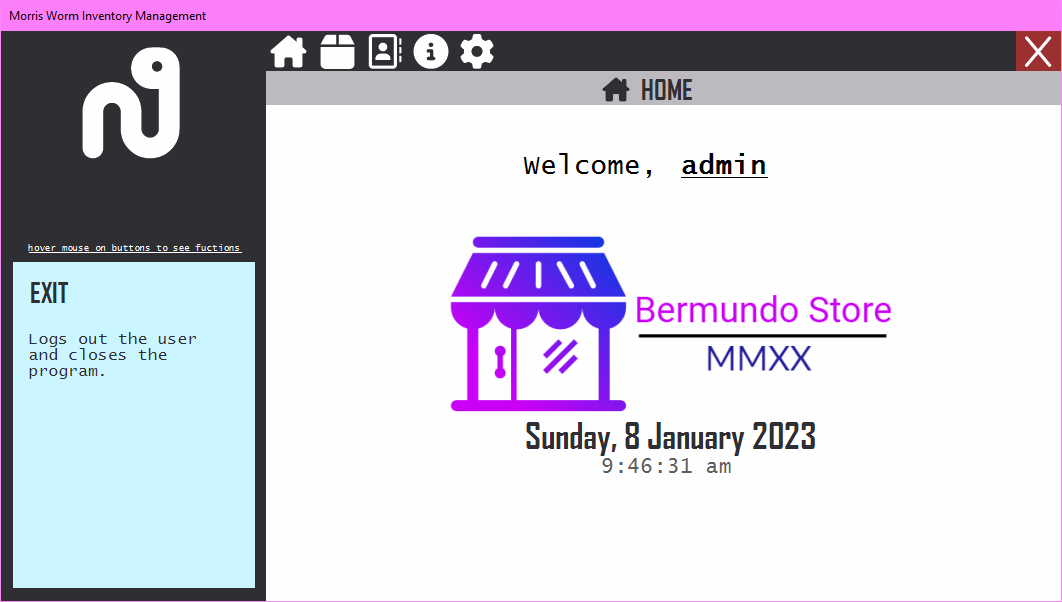 Morris Worm Inventory Management
HOME
Welcome, admin
hover mouse on buttons to see fuctions
EXIT
Logs out the user
and closes the
program.
Bermundo Store
MMXX
Sunday, 8 January 2023
9:46:31 am